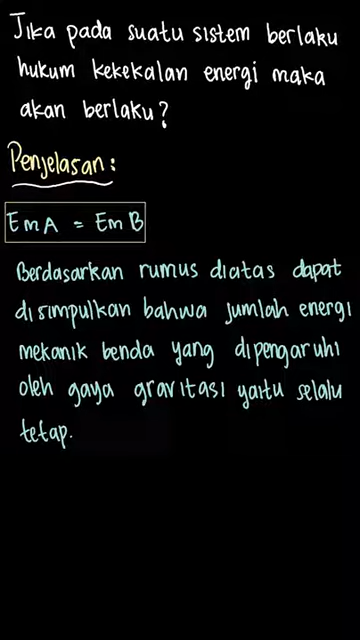 Jika pada suatu sistem berlaku
hukum kekekalan energi maka
akan berlaku?
Penjelasan :
EmA = EmB
Berdasarkan rumus diatas dapat
disimpulkan bahwa jumlah energi
mekanik benda yang dipengaruhi
oleh gaya gravitasi yaitu selalu
tetap.